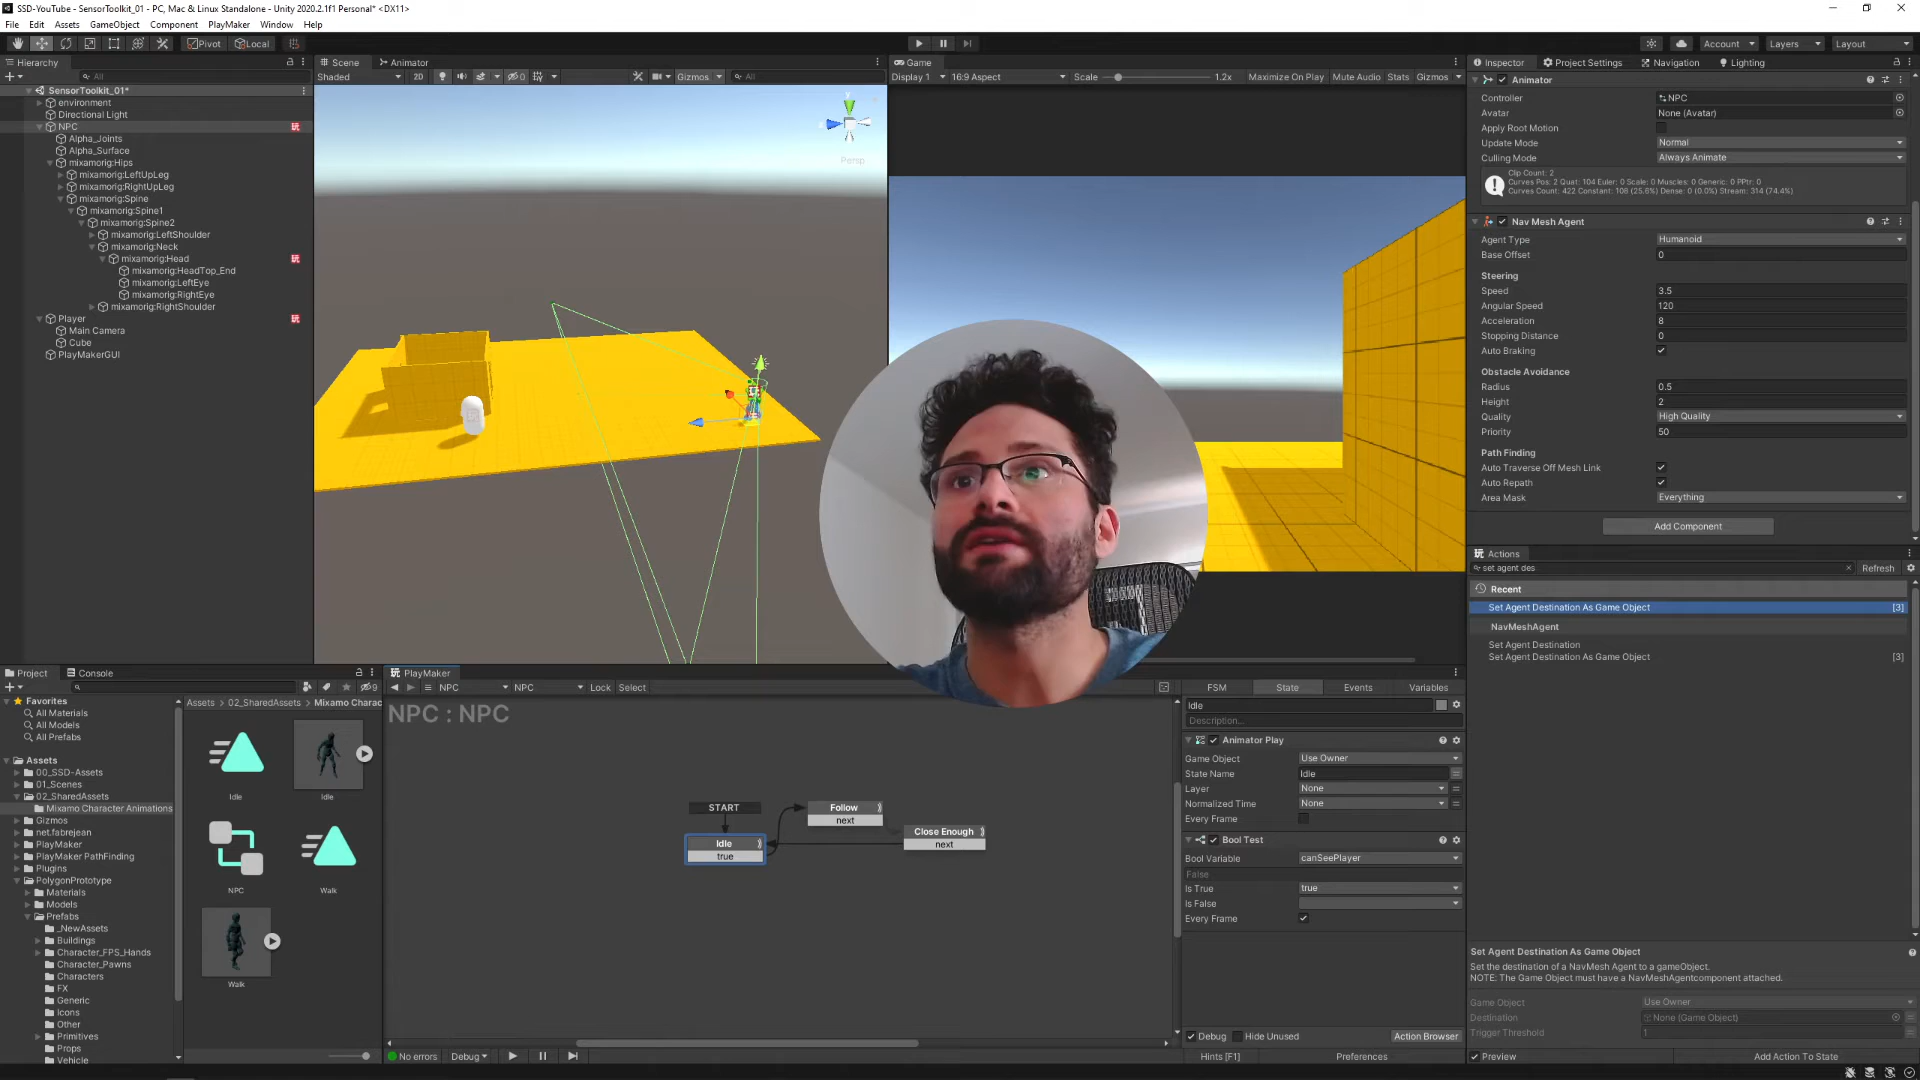 SSD-YouTube - SensorToolkit_01 - PC, Mac & Linux Standalone - Unity 2020.2.1f1 Personal* <DX11>
File Edit Assets GameObject Component PlayMaker Window Help
Pivot Local Account Layers Layout
Hierarchy
All
SensorToolkit_01*
environment
Directional Light
NPC
Alpha_Joints
Alpha_Surface
mixamorig:Hips
mixamorig:LeftUpLeg
mixamorig:RightUpLeg
mixamorig:Spine
mixamorig:Spine1
mixamorig:Spine2
mixamorig:LeftShoulder
mixamorig:Neck
mixamorig:Head
mixamorig:HeadTop_End
mixamorig:LeftEye
mixamorig:RightEye
mixamorig:RightShoulder
Player
Main Camera
Cube
PlayMakerGUI
Scene Animator
Shaded 2D 0 Gizmos All
Persp
Game
Display 1 16:9 Aspect Scale 1.2x Maximize On Play Mute Audio Stats Gizmos
Inspector Project Settings Navigation Lighting
Animator
Controller NPC
Avatar None (Avatar)
Apply Root Motion
Update Mode Normal
Culling Mode Always Animate
Clip Count: 2
Curves Pos: 2 Quat: 104 Euler: 0 Scale: 0 Muscles: 0 Generic: 0 PPtr: 0
Curves Count: 422 Constant: 108 (25.6%) Dense: 0 (0.0%) Stream: 314 (74.4%)
Nav Mesh Agent
Agent Type Humanoid
Base Offset 0
Steering
Speed 3.5
Angular Speed 120
Acceleration 8
Stopping Distance 0
Auto Braking
Obstacle Avoidance
Radius 0.5
Height 2
Quality High Quality
Priority 50
Path Finding
Auto Traverse Off Mesh Link
Auto Repath
Area Mask Everything
Add Component
Actions
set agent des Refresh
Recent
Set Agent Destination As Game Object [3]
NavMeshAgent
Set Agent Destination
Set Agent Destination As Game Object [3]
Set Agent Destination As Game Object
Set the destination of a NavMesh Agent to a gameObject.
NOTE: The Game Object must have a NavMeshAgentcomponent attached.
Game Object Use Owner
Destination None (Game Object)
Trigger Threshold 1
Preview Add Action To State
Project Console
9
Favorites
All Materials
All Models
All Prefabs
Assets
00_SSD-Assets
01_Scenes
02_SharedAssets
Mixamo Character Animations
Gizmos
net.fabrejean
PlayMaker
PlayMaker PathFinding
Plugins
PolygonPrototype
Materials
Models
Prefabs
_NewAssets
Buildings
Character_FPS_Hands
Character_Pawns
Characters
FX
Generic
Icons
Other
Primitives
Props
Vehicle
Assets 02_SharedAssets Mixamo Charac
Idle Idle
NPC Walk
Walk
PlayMaker
NPC NPC Lock Select
NPC : NPC
START
Idle
true
Follow
next
Close Enough
next
No errors Debug
FSM State Events Variables
Idle
Description...
Animator Play
Game Object Use Owner
State Name Idle
Layer None
Normalized Time None
Every Frame
Bool Test
Bool Variable canSeePlayer
False
Is True true
Is False
Every Frame
Debug Hide Unused Action Browser
Hints [F1] Preferences